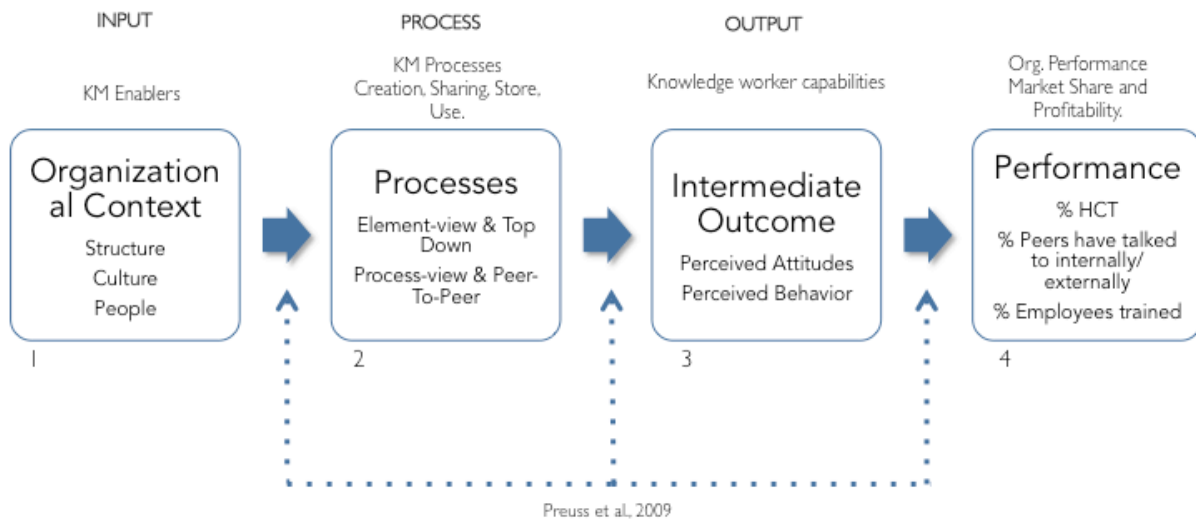 INPUT
PROCESS
OUTPUT
KM Enablers
KM Processes
Creation, Sharing, Store,
Use.
Knowledge worker capabilities
Org. Performance
Market Share and
Profitability.
Organization
al Context
Structure
Culture
People
1
Processes
Element-view & Top
Down
Process-view & Peer-
To-Peer
2
Intermediate
Outcome
Perceived Attitudes
Perceived Behavior
3
Performance
% HCT
% Peers have talked
to internally/
externally
% Employees trained
4
Preuss et al., 2009